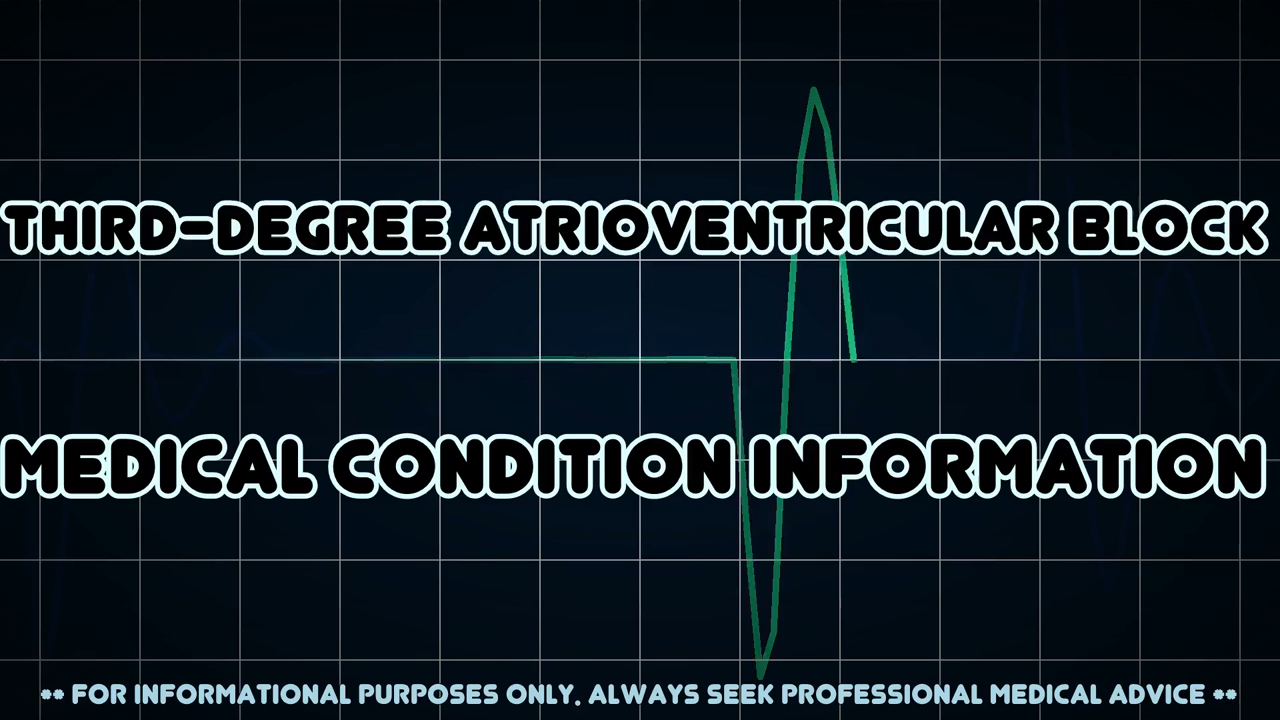 THIRD-DEGREE ATRIOVENTRICULAR BLOCK
MEDICAL CONDITION INFORMATION
** FOR INFORMATIONAL PURPOSES ONLY. ALWAYS SEEK PROFESSIONAL MEDICAL ADVICE **